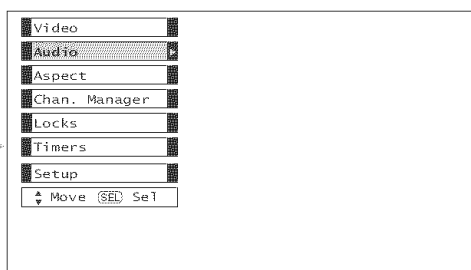 Video
Audio
Aspect
Chan. Manager
Locks
Timers
Setup
Move SEL Sel